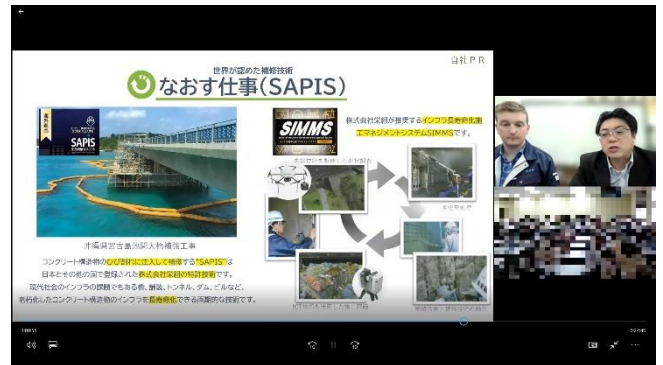 自社PR
世界が認めた補修技術
なおす仕事(SAPIS)
SAPIS
SIMMS
株式会社栄組が推奨するインフラ長寿命化施
工マネジメントシステムSIMMSです。
沖縄県宮古島池間大橋補強工事
コンクリート構造物のひび割れに注入して補修する"SAPIS"は
日本とその他の国で登録された株式会社栄組の特許技術です。
現代社会のインフラの課題でもある橋、舗装、トンネル、ダム、ビルなど、
老朽化したコンクリート構造物のインフラを長寿命化できる画期的な技術です。